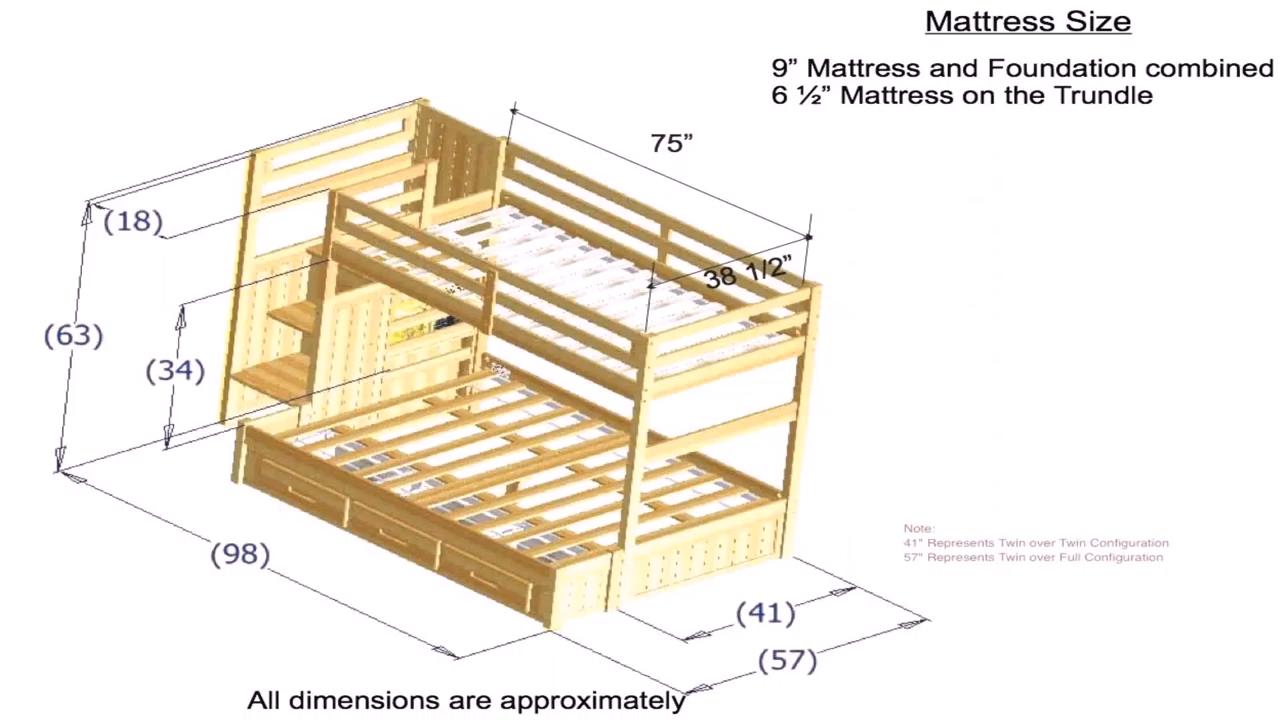 Mattress Size
9” Mattress and Foundation combined
6 ½” Mattress on the Trundle
75”
38 1/2”
(18)
(63)
(34)
(98)
(41)
(57)
Note:
41" Represents Twin over Twin Configuration
57" Represents Twin over Full Configuration
All dimensions are approximately